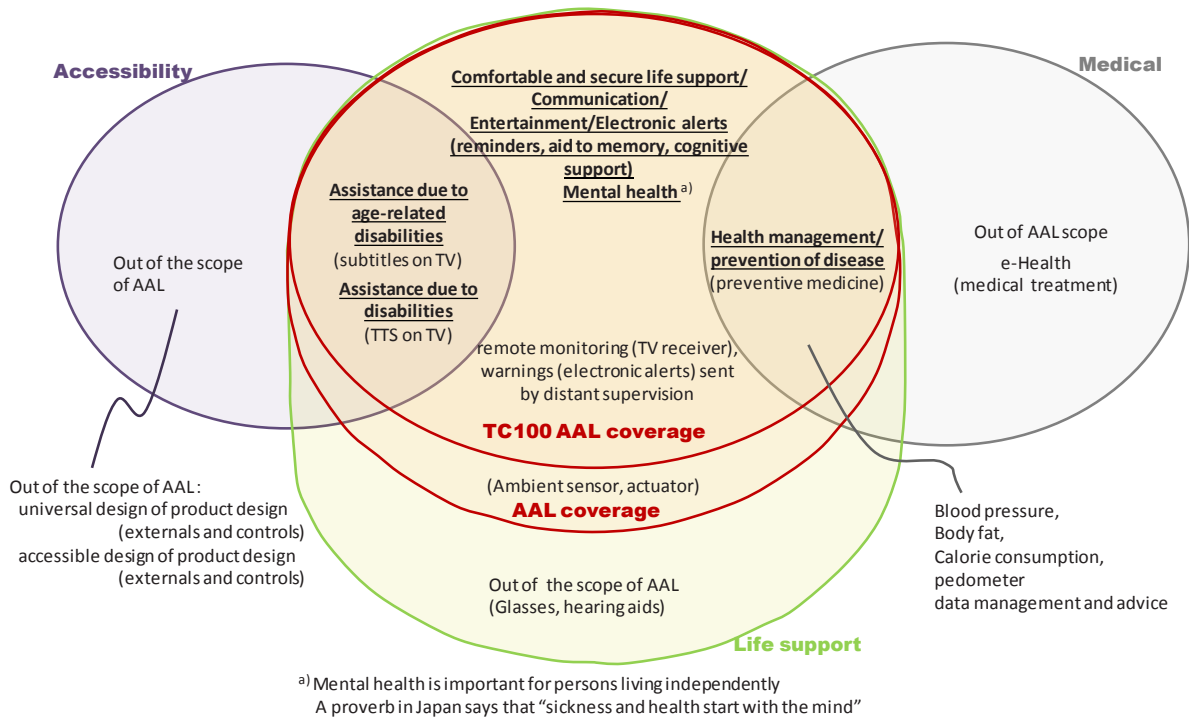 Accessibility
Medical
Comfortable and secure life support/
Communication/
Entertainment/Electronic alerts
(reminders, aid to memory, cognitive
support)
Mental health a)
Assistance due to
age-related
disabilities
(subtitles on TV)
Assistance due to
disabilities
(TTS on TV)
Out of the scope
of AAL
Health management/
prevention of disease
(preventive medicine)
Out of AAL scope
e-Health
(medical treatment)
remote monitoring (TV receiver),
warnings (electronic alerts) sent
by distant supervision
TC100 AAL coverage
(Ambient sensor, actuator)
AAL coverage
Out of the scope of AAL:
universal design of product design
(externals and controls)
accessible design of product design
(externals and controls)
Blood pressure,
Body fat,
Calorie consumption,
pedometer
data management and advice
Out of the scope of AAL
(Glasses, hearing aids)
Life support
a) Mental health is important for persons living independently
A proverb in Japan says that “sickness and health start with the mind”